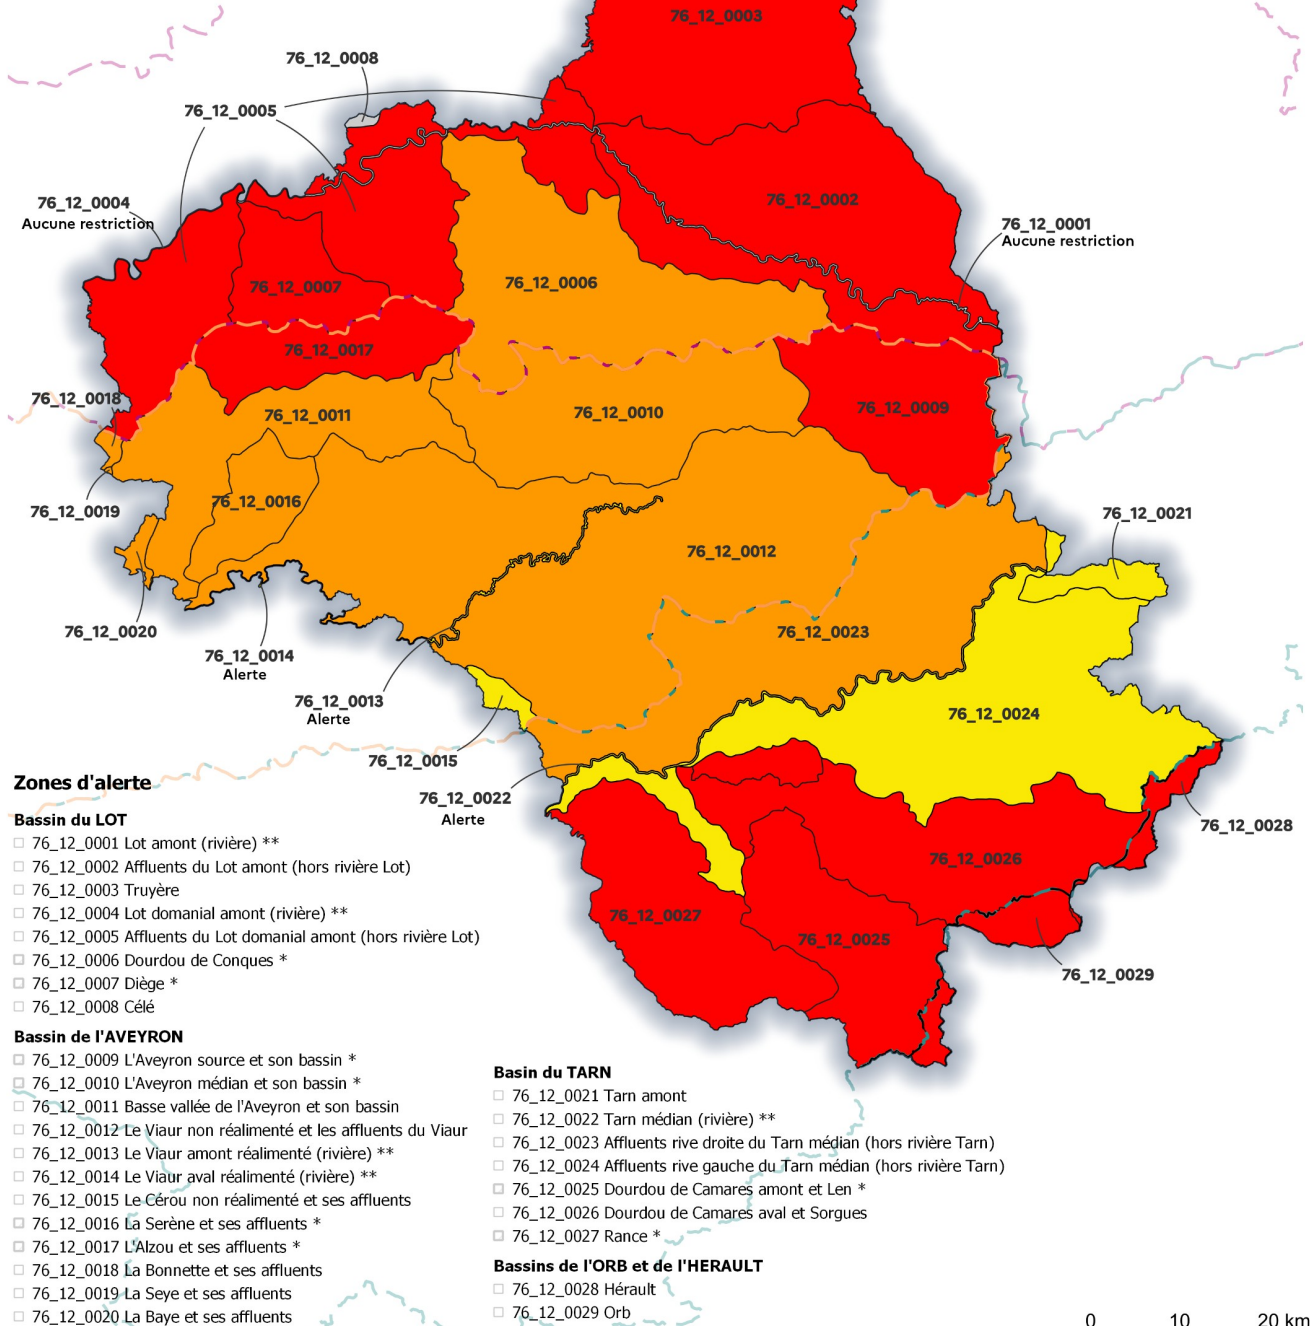 76_12_0003
76_12_0008
76_12_0005
76_12_0004
Aucune restriction
76_12_0002
76_12_0001
Aucune restriction
76_12_0007
76_12_0006
76_12_0017
76_12_0018
76_12_0011
76_12_0010
76_12_0009
76_12_0016
76_12_0019
76_12_0021
76_12_0012
76_12_0020
76_12_0023
76_12_0014
Alerte
76_12_0013
Alerte
76_12_0024
76_12_0015
76_12_0022
Alerte
76_12_0028
76_12_0026
76_12_0027
76_12_0025
76_12_0029
Zones d'alerte
Bassin du LOT
76_12_0001 Lot amont (rivière) **
76_12_0002 Affluents du Lot amont (hors rivière Lot)
76_12_0003 Truyère
76_12_0004 Lot domanial amont (rivière) **
76_12_0005 Affluents du Lot domanial amont (hors rivière Lot)
76_12_0006 Dourdou de Conques *
76_12_0007 Diège *
76_12_0008 Célé
Bassin de l'AVEYRON
76_12_0009 L'Aveyron source et son bassin *
76_12_0010 L'Aveyron médian et son bassin *
76_12_0011 Basse vallée de l'Aveyron et son bassin
76_12_0012 Le Viaur non réalimenté et les affluents du Viaur
76_12_0013 Le Viaur amont réalimenté (rivière) **
76_12_0014 Le Viaur aval réalimenté (rivière) **
76_12_0015 Le Cérou non réalimenté et ses affluents
76_12_0016 La Serène et ses affluents *
76_12_0017 L'Alzou et ses affluents *
76_12_0018 La Bonnette et ses affluents
76_12_0019 La Seye et ses affluents
76_12_0020 La Baye et ses affluents
Basin du TARN
76_12_0021 Tarn amont
76_12_0022 Tarn médian (rivière) **
76_12_0023 Affluents rive droite du Tarn médian (hors rivière Tarn)
76_12_0024 Affluents rive gauche du Tarn médian (hors rivière Tarn)
76_12_0025 Dourdou de Camares amont et Len *
76_12_0026 Dourdou de Camares aval et Sorgues
76_12_0027 Rance *
Bassins de l'ORB et de l'HERAULT
76_12_0028 Hérault
76_12_0029 Orb
0 10 20 km